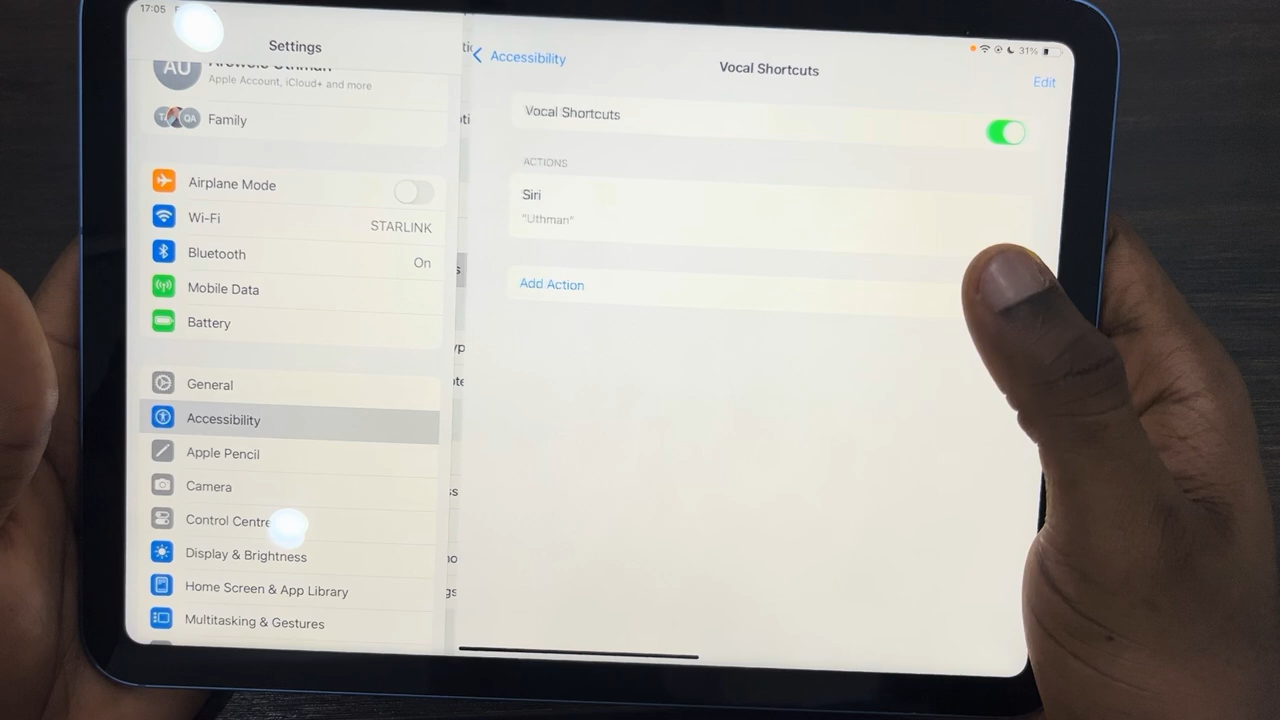 17:05
Settings
AU
Apple Account, iCloud+ and more
QA
Family
Airplane Mode
Wi-Fi
STARLINK
Bluetooth
On
Mobile Data
Battery
General
Accessibility
Apple Pencil
Camera
Control Centre
Display & Brightness
Home Screen & App Library
Multitasking & Gestures
Accessibility
Vocal Shortcuts
31%
Edit
Vocal Shortcuts
ACTIONS
Siri
"Uthman"
Add Action